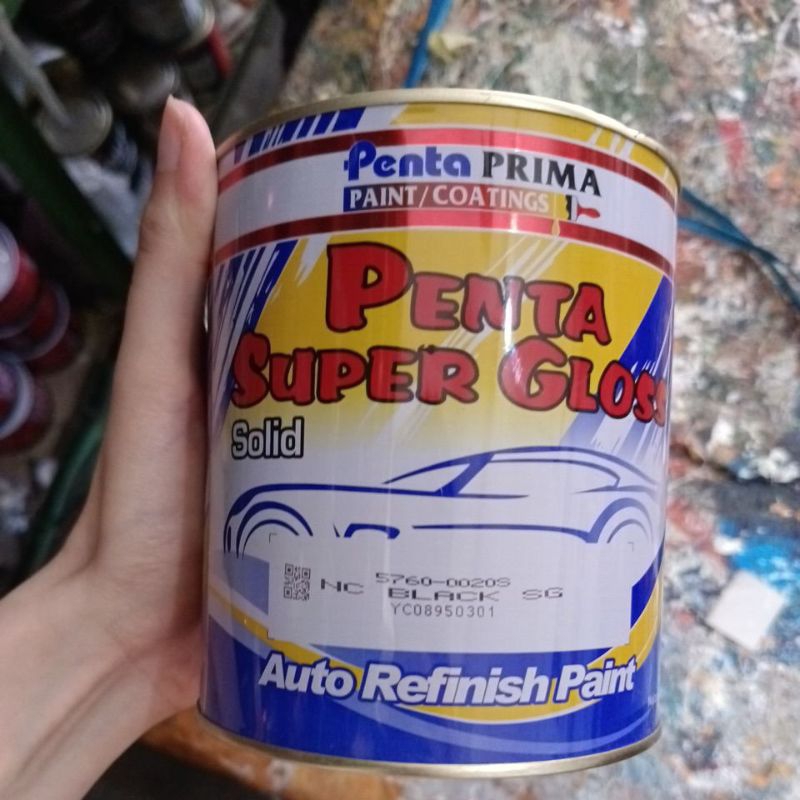 Penta PRIMA
PAINT/COATINGS
PENTA
SUPER GLOSS
Solid
5760-0020S
NC BLACK SG
YC08950301
Auto Refinish Paint